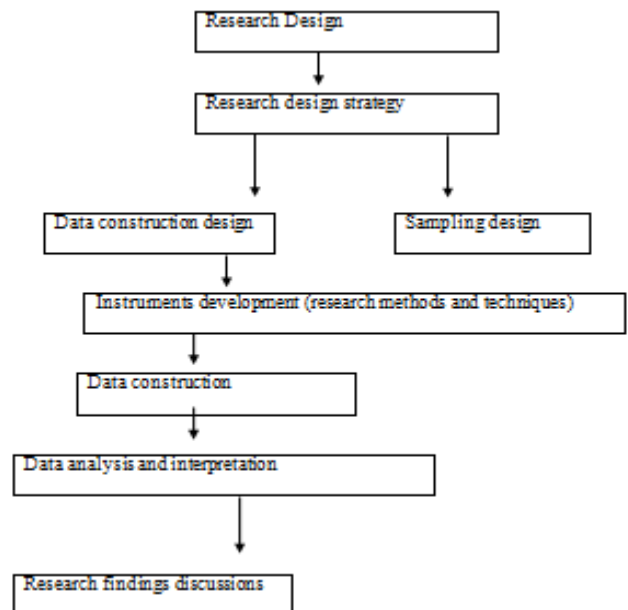 Research Design
Research design strategy
Data construction design
Sampling design
Instruments development (research methods and techniques)
Data construction
Data analysis and interpretation
Research findings discussions